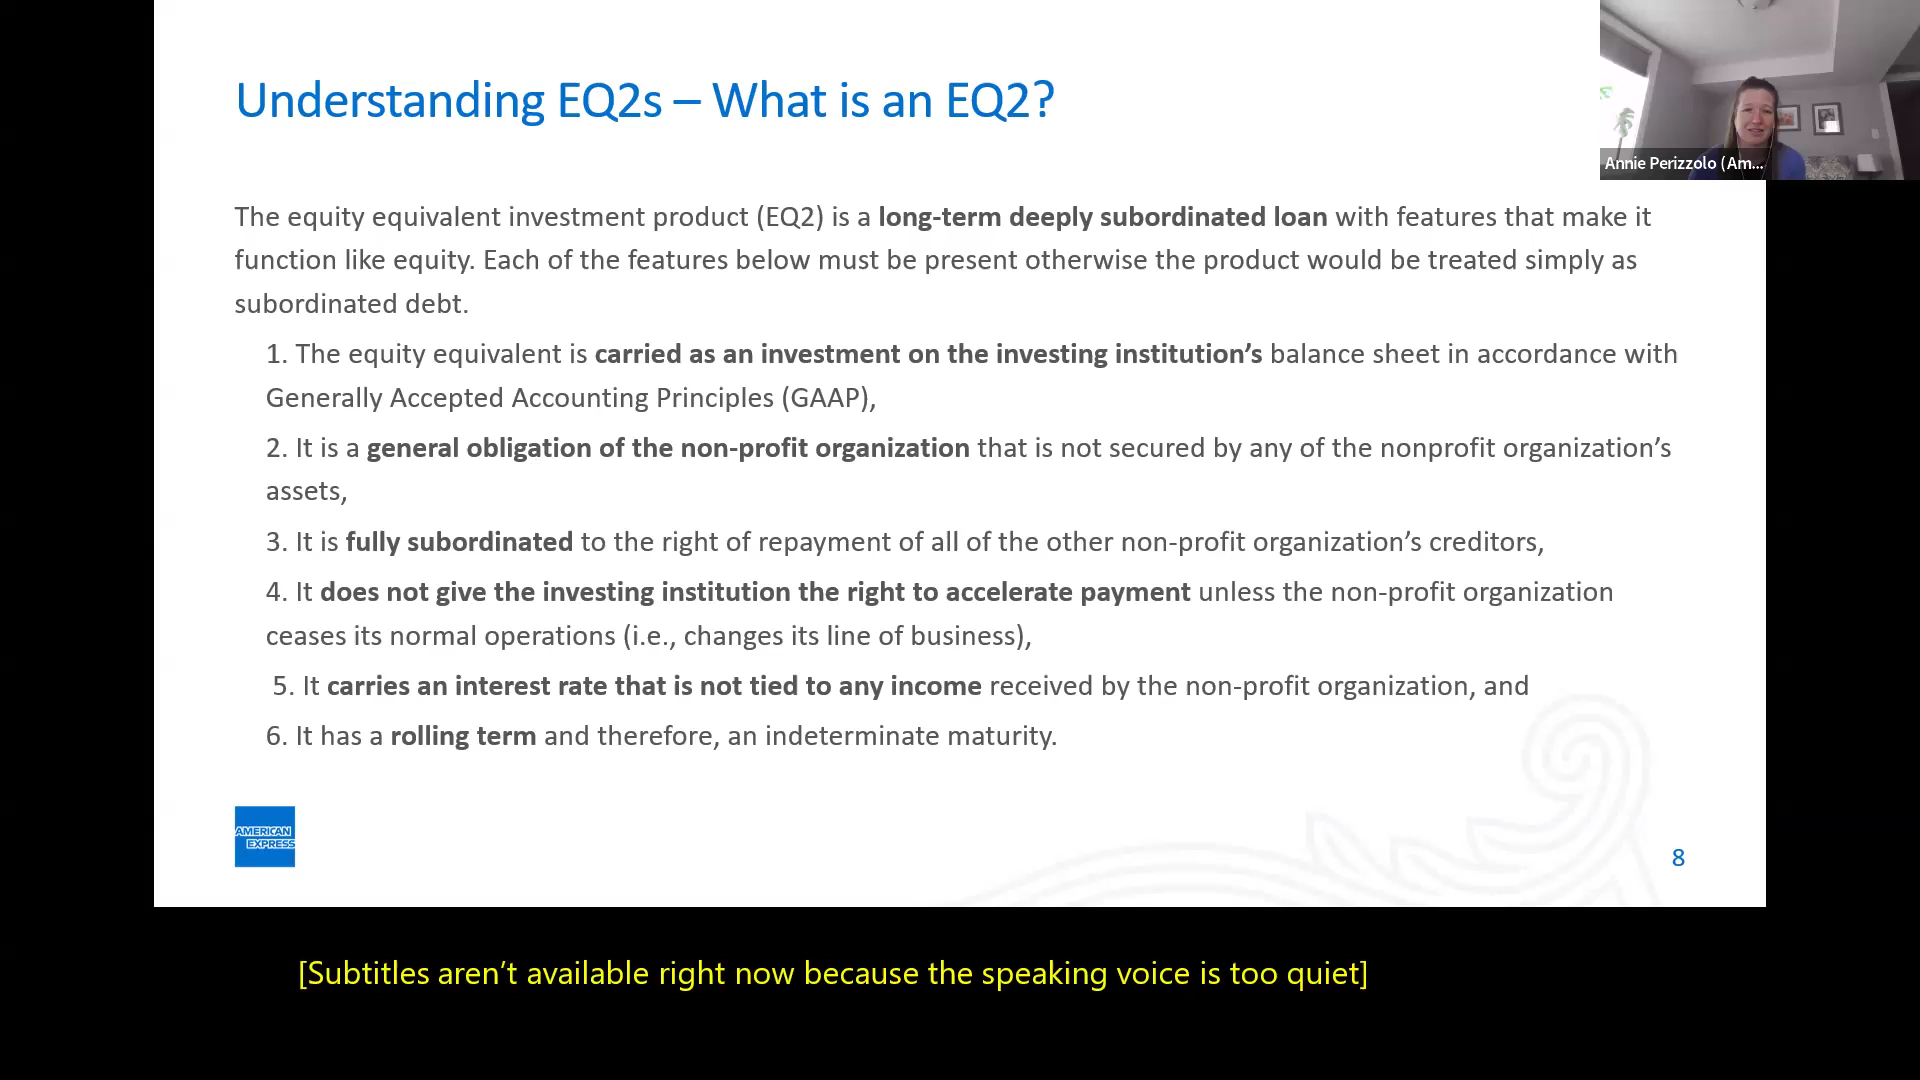 Understanding EQ2s – What is an EQ2?
Annie Perizzolo (Am...
The equity equivalent investment product (EQ2) is a long-term deeply subordinated loan with features that make it
function like equity. Each of the features below must be present otherwise the product would be treated simply as
subordinated debt.
1. The equity equivalent is carried as an investment on the investing institution’s balance sheet in accordance with
Generally Accepted Accounting Principles (GAAP),
2. It is a general obligation of the non-profit organization that is not secured by any of the nonprofit organization’s
assets,
3. It is fully subordinated to the right of repayment of all of the other non-profit organization’s creditors,
4. It does not give the investing institution the right to accelerate payment unless the non-profit organization
ceases its normal operations (i.e., changes its line of business),
5. It carries an interest rate that is not tied to any income received by the non-profit organization, and
6. It has a rolling term and therefore, an indeterminate maturity.
AMERICAN
EXPRESS
8
[Subtitles aren’t available right now because the speaking voice is too quiet]